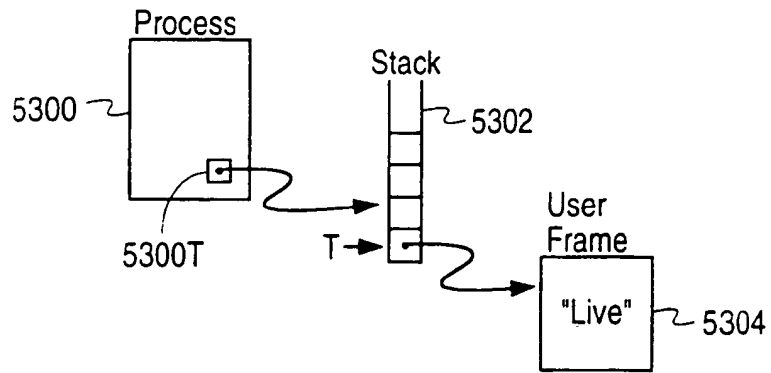 Process
Stack
5300
5302
5300T
T
User
Frame
"Live"
5304